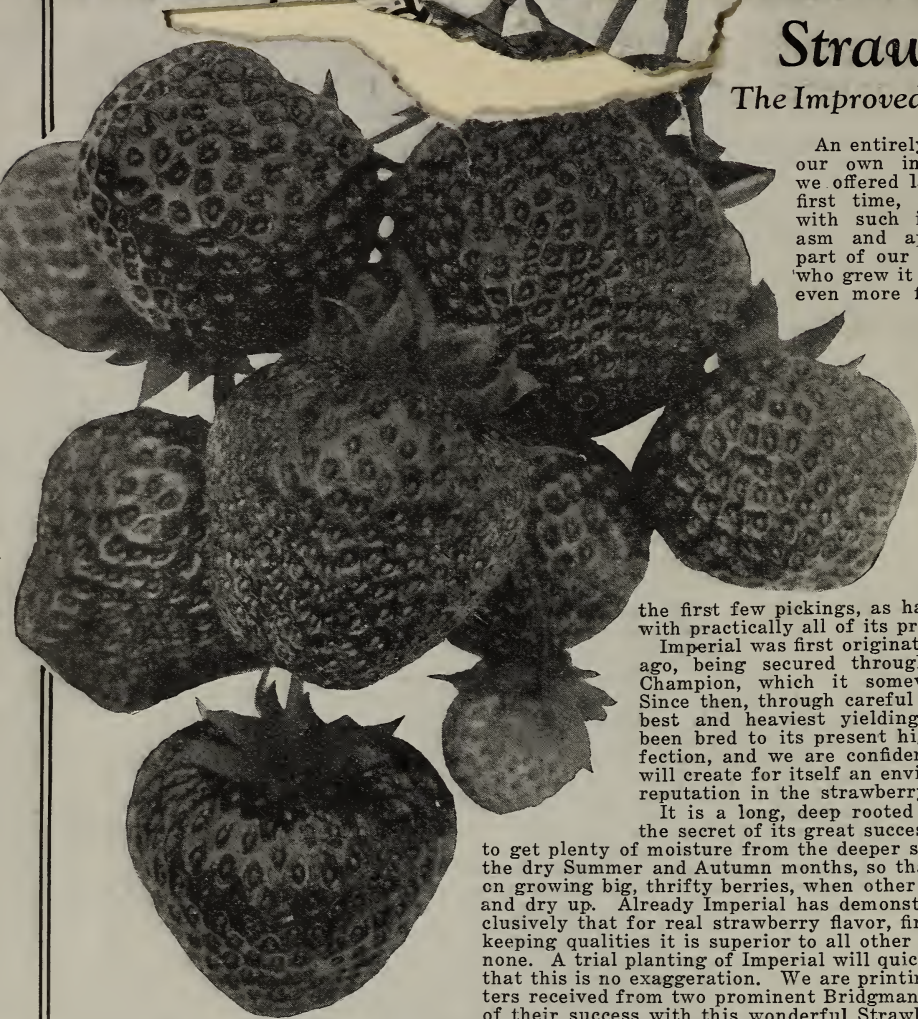 Straw
The Improved
An entirely
our own in
we offered l
first time,
with such i
asm and a
part of our
who grew it
even more f
the first few pickings, as ha
with practically all of its pr
Imperial was first originat
ago, being secured through
Champion, which it somew
Since then, through careful
best and heaviest yielding
been bred to its present hi
fection, and we are confiden
will create for itself an envi
reputation in the strawberry
It is a long, deep rooted
the secret of its great succes
to get plenty of moisture from the deeper s
the dry Summer and Autumn months, so tha
on growing big, thrifty berries, when other
and dry up. Already Imperial has demonst
clusively that for real strawberry flavor, fir
keeping qualities it is superior to all other
none. A trial planting of Imperial will quic
that this is no exaggeration. We are printin
ters received from two prominent Bridgman
of their success with this wonderful Straw